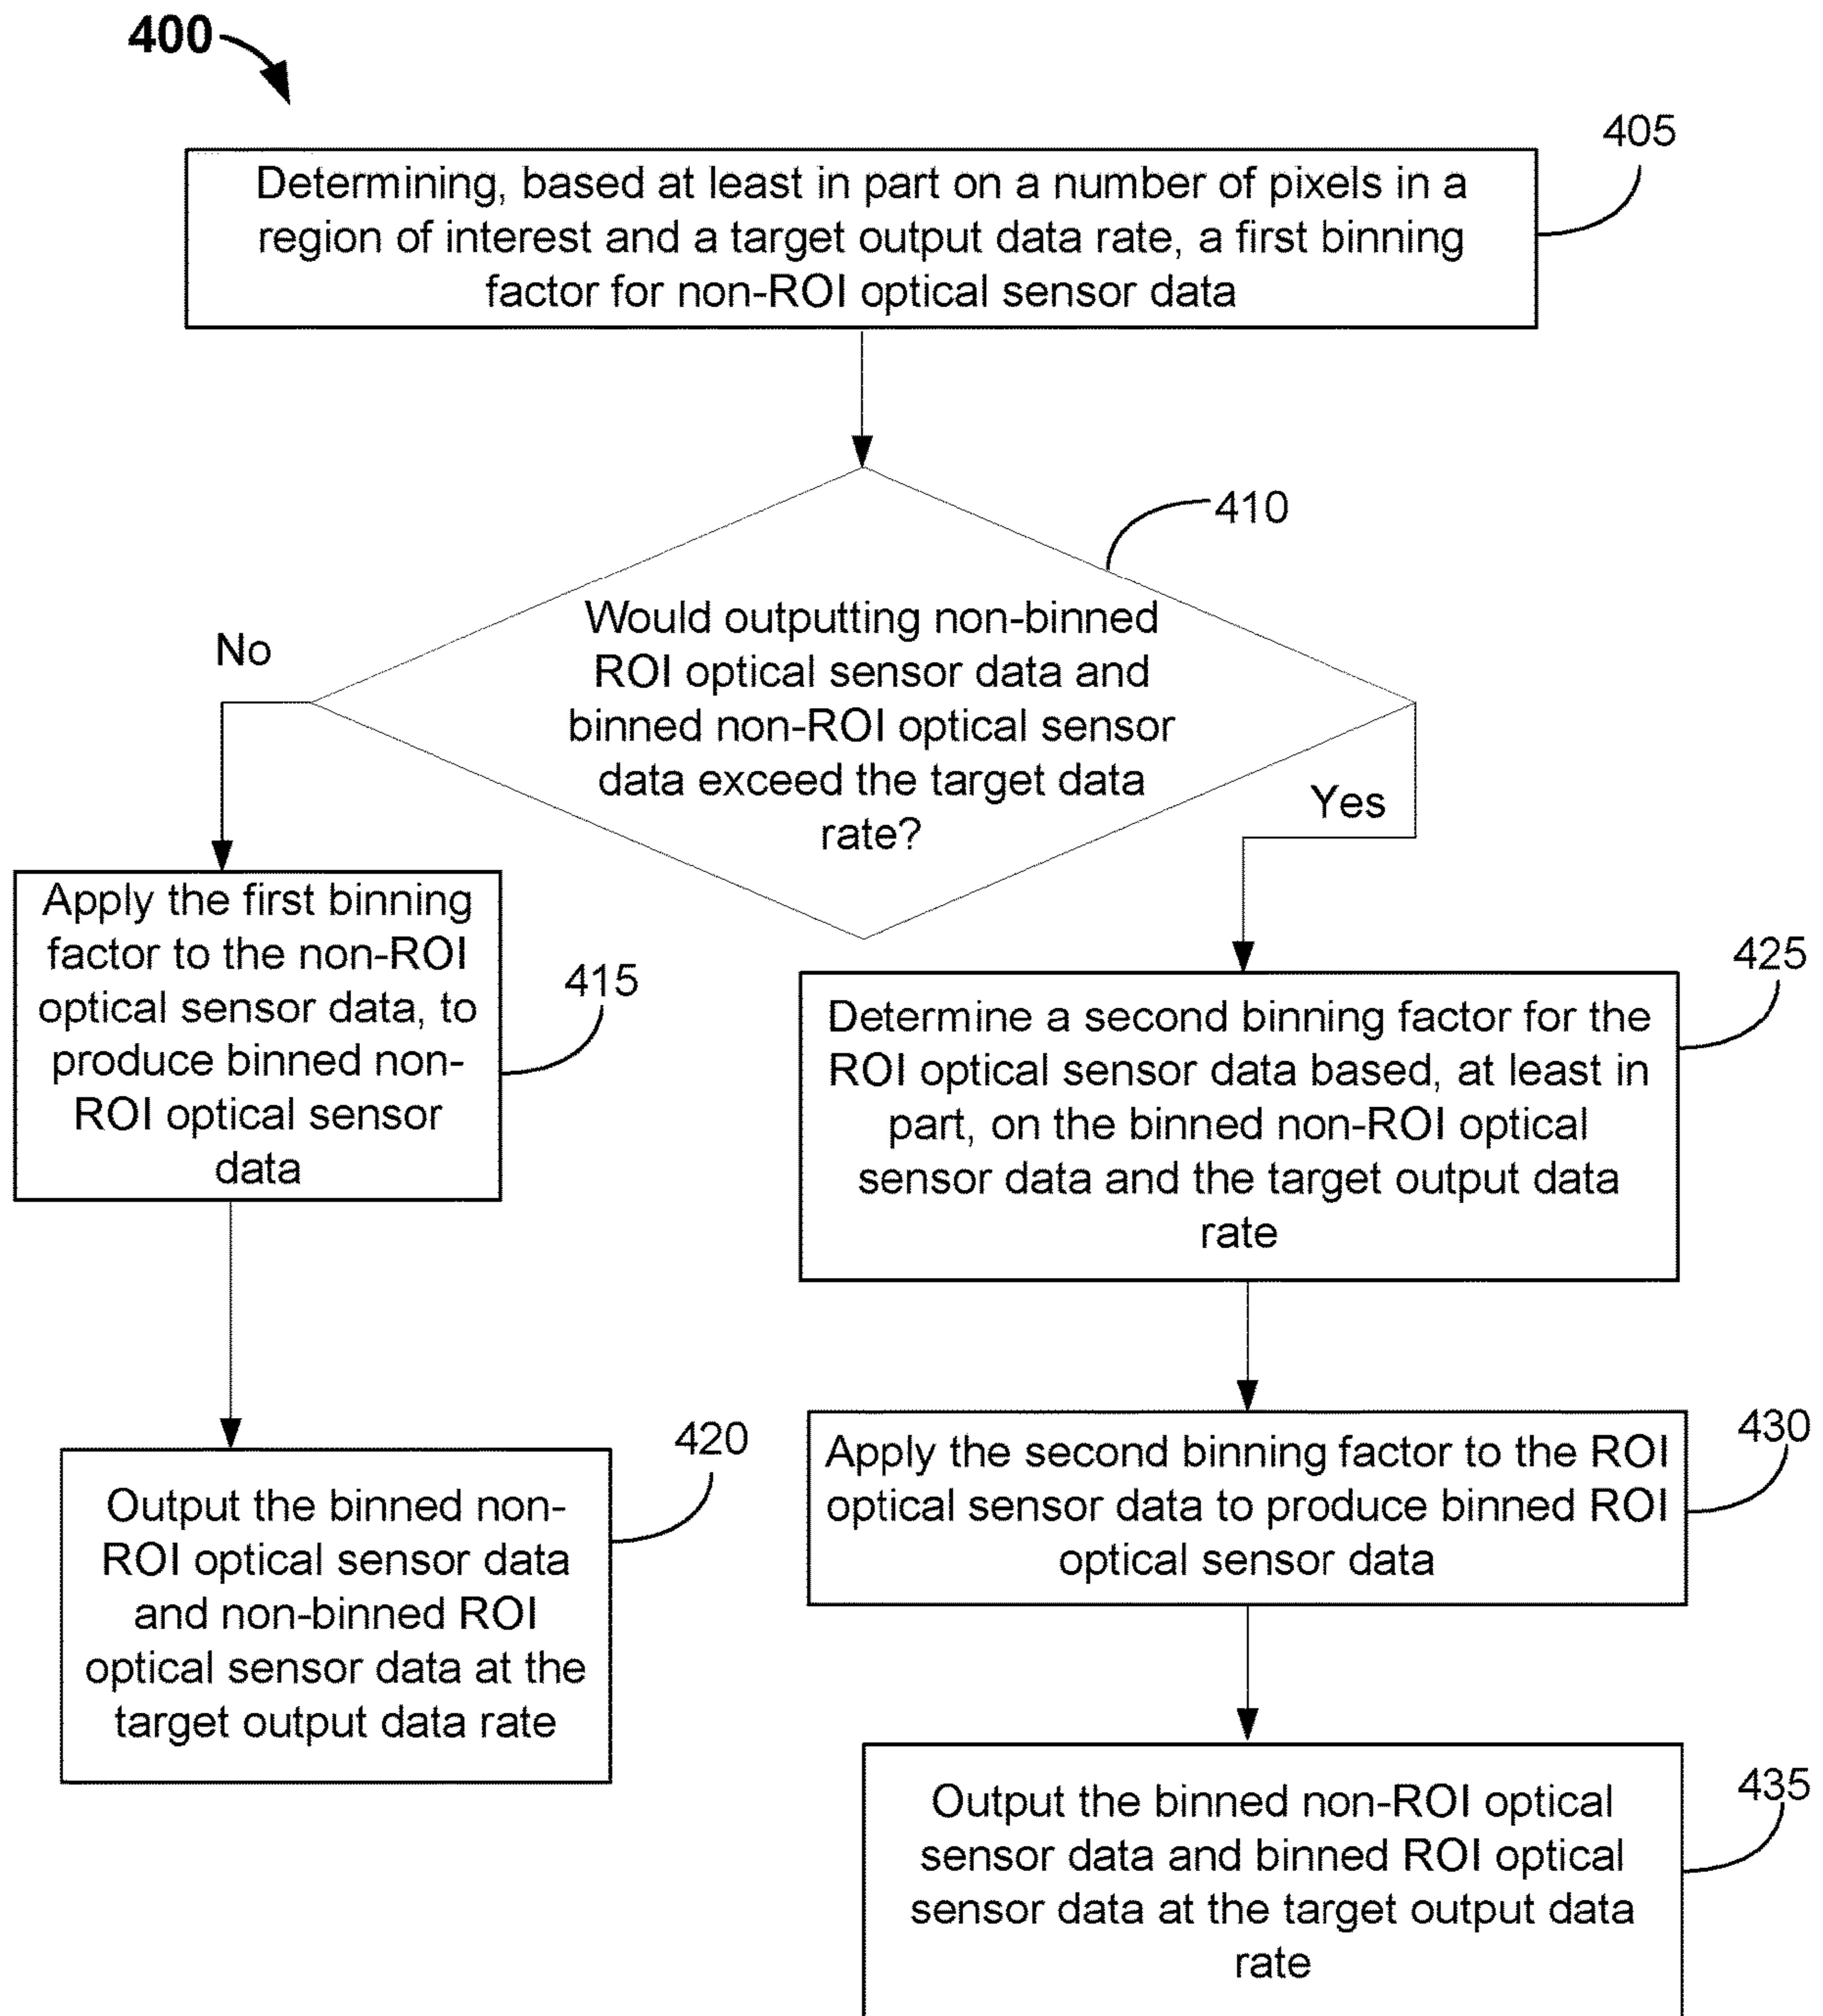 400
405
Determining, based at least in part on a number of pixels in a
region of interest and a target output data rate, a first binning
factor for non-ROI optical sensor data
410
Would outputting non-binned
ROI optical sensor data and
binned non-ROI optical sensor
data exceed the target data
rate?
No
Yes
Apply the first binning
factor to the non-ROI
optical sensor data, to
produce binned non-
ROI optical sensor
data
415
425
Determine a second binning factor for the
ROI optical sensor data based, at least in
part, on the binned non-ROI optical
sensor data and the target output data
rate
420
Output the binned non-
ROI optical sensor data
and non-binned ROI
optical sensor data at the
target output data rate
430
Apply the second binning factor to the ROI
optical sensor data to produce binned ROI
optical sensor data
435
Output the binned non-ROI optical
sensor data and binned ROI optical
sensor data at the target output data
rate